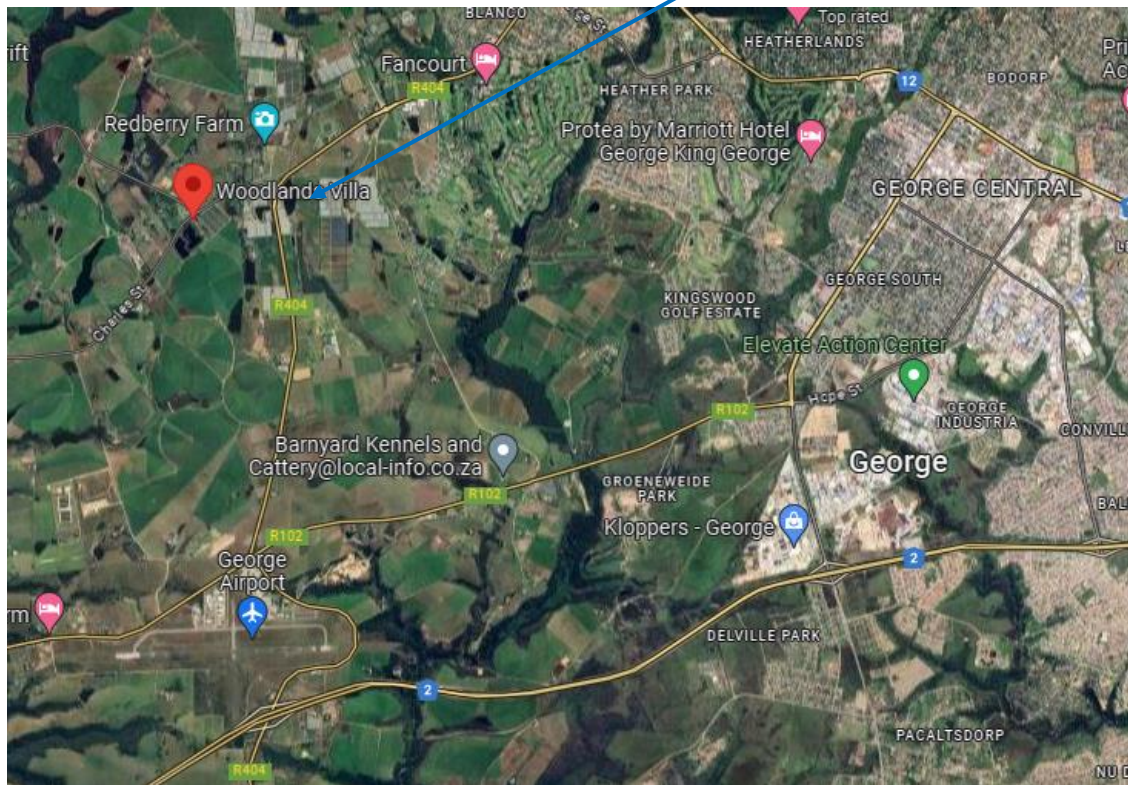 BLANCO
Top rated
HEATHERLANDS
Fancourt
R404
12
BODORP
HEATHER PARK
Redberry Farm
Protea by Marriott Hotel
George King George
Woodlands Villa
GEORGE CENTRAL
GEORGE SOUTH
KINGSWOOD
GOLF ESTATE
R404
Charles St
Elevate Action Center
Hope St
R102
GEORGE
INDUSTRIA
Barnyard Kennels and
Cattery@local-info.co.za
George
R102
GROENEWEIDE
PARK
Kloppers - George
R102
George
Airport
2
DELVILLE PARK
2
PACALTSDORP
R404